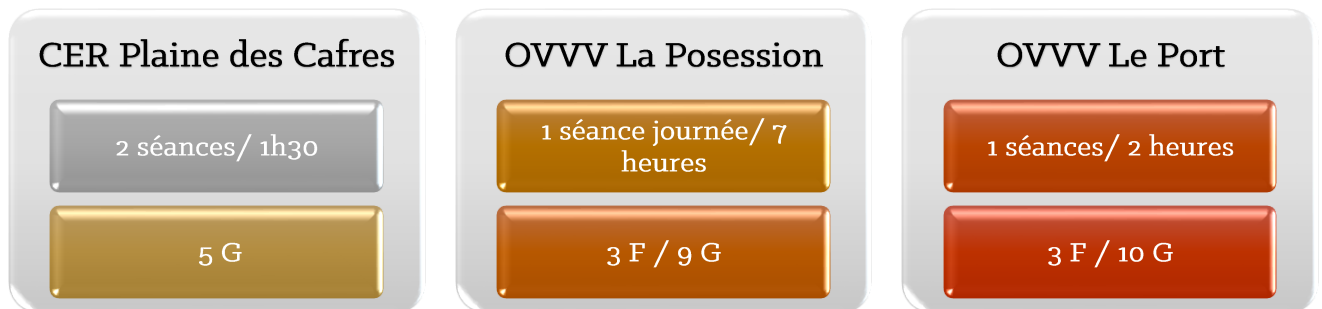 CER Plaine des Cafres
2 séances/ 1h30
5 G
OVVV La Posession
1 séance journée/ 7
heures
3 F / 9 G
OVVV Le Port
1 séances/ 2 heures
3 F / 10 G